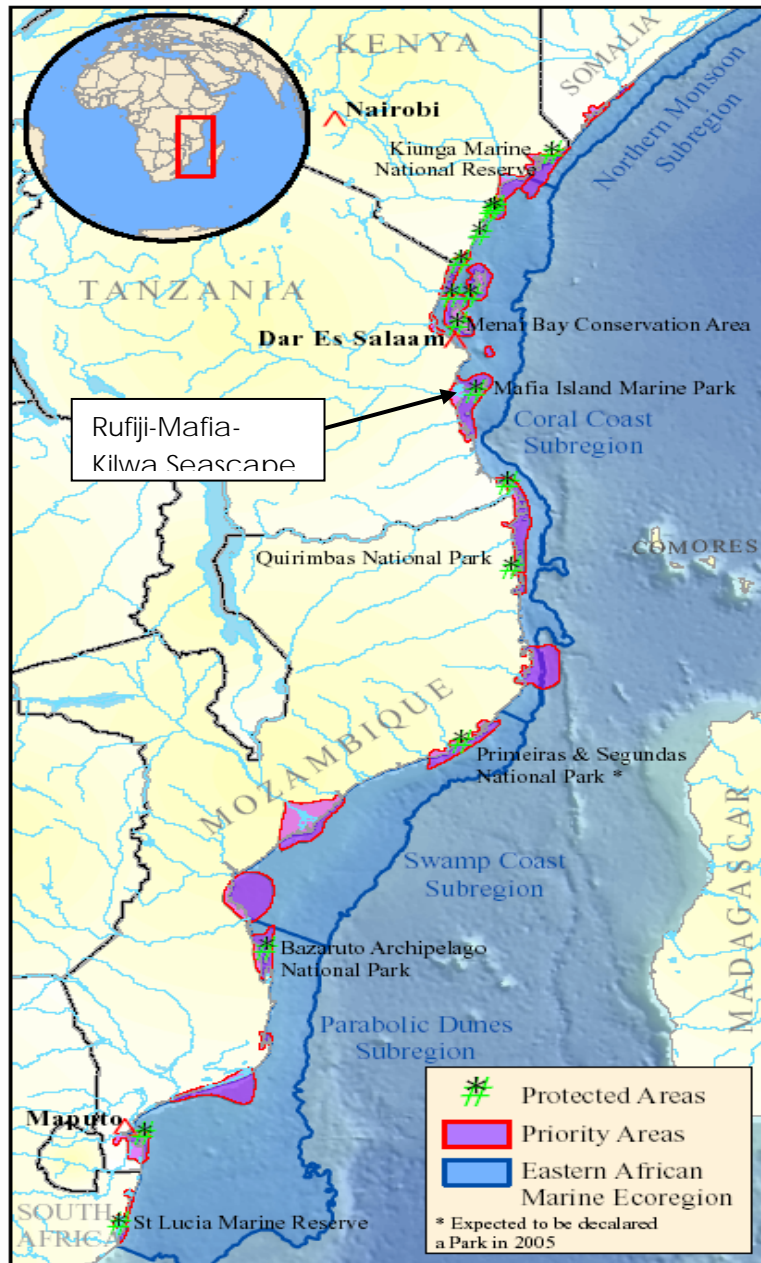 KENYA
SOMALIA
Nairobi
Northern Monsoon
Subregion
Kiunga Marine
National Reserve
TANZANIA
Menai Bay Conservation Area
Dar Es Salaam
Mafia Island Marine Park
Rufiji-Mafia-
Kilwa Seascape
Coral Coast
Subregion
COMORES
Quirimbas National Park
MOZAMBIQUE
Primeiras & Segundas
National Park *
MADAGASCAR
Swamp Coast
Subregion
Bazaruto Archipelago
National Park
Parabolic Dunes
Subregion
Maputo
SOUTH
AFRICA
St Lucia Marine Reserve
Protected Areas
Priority Areas
Eastern African
Marine Ecoregion
* Expected to be decalared
a Park in 2005